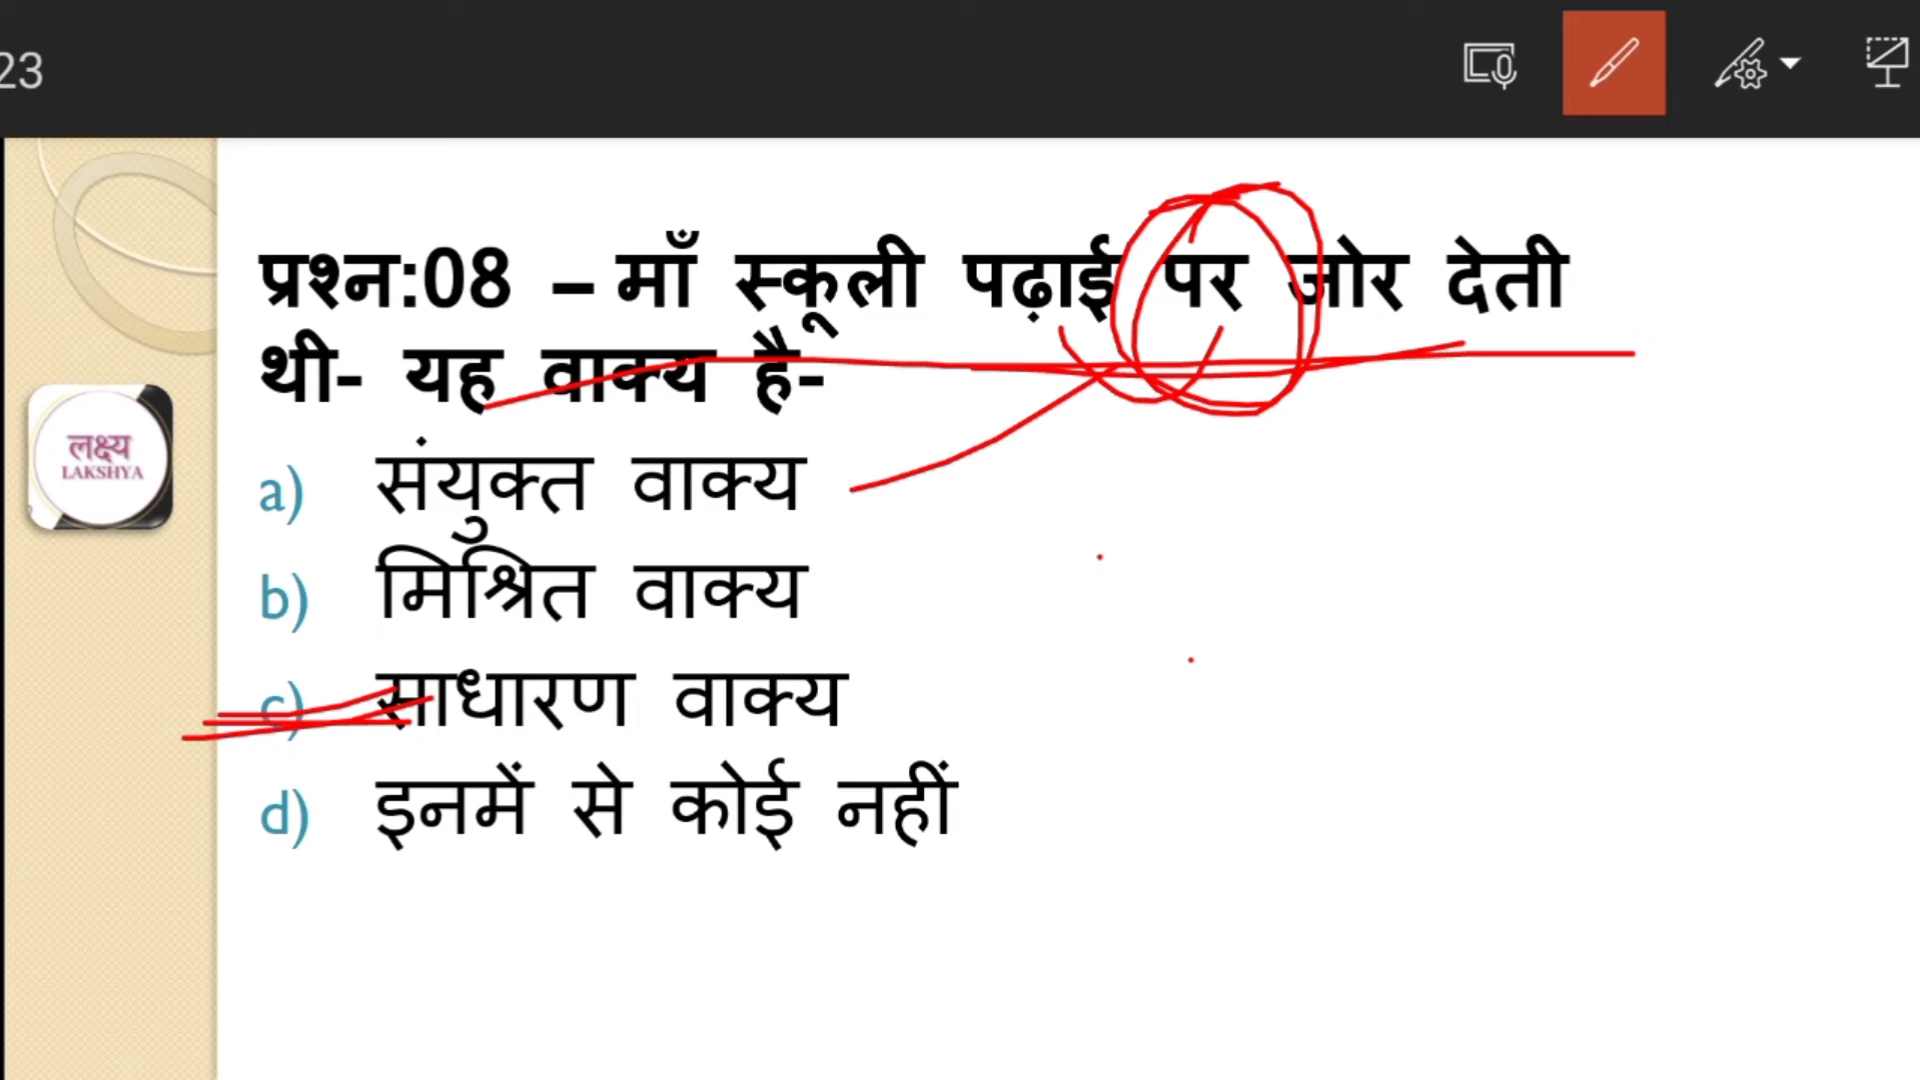 23
प्रश्न:08 – माँ स्कूली पढ़ाई पर जोर देती
थी- यह वाक्य है-
लक्ष्य
LAKSHYA
a) संयुक्त वाक्य
b) मिश्रित वाक्य
c) साधारण वाक्य
d) इनमें से कोई नहीं